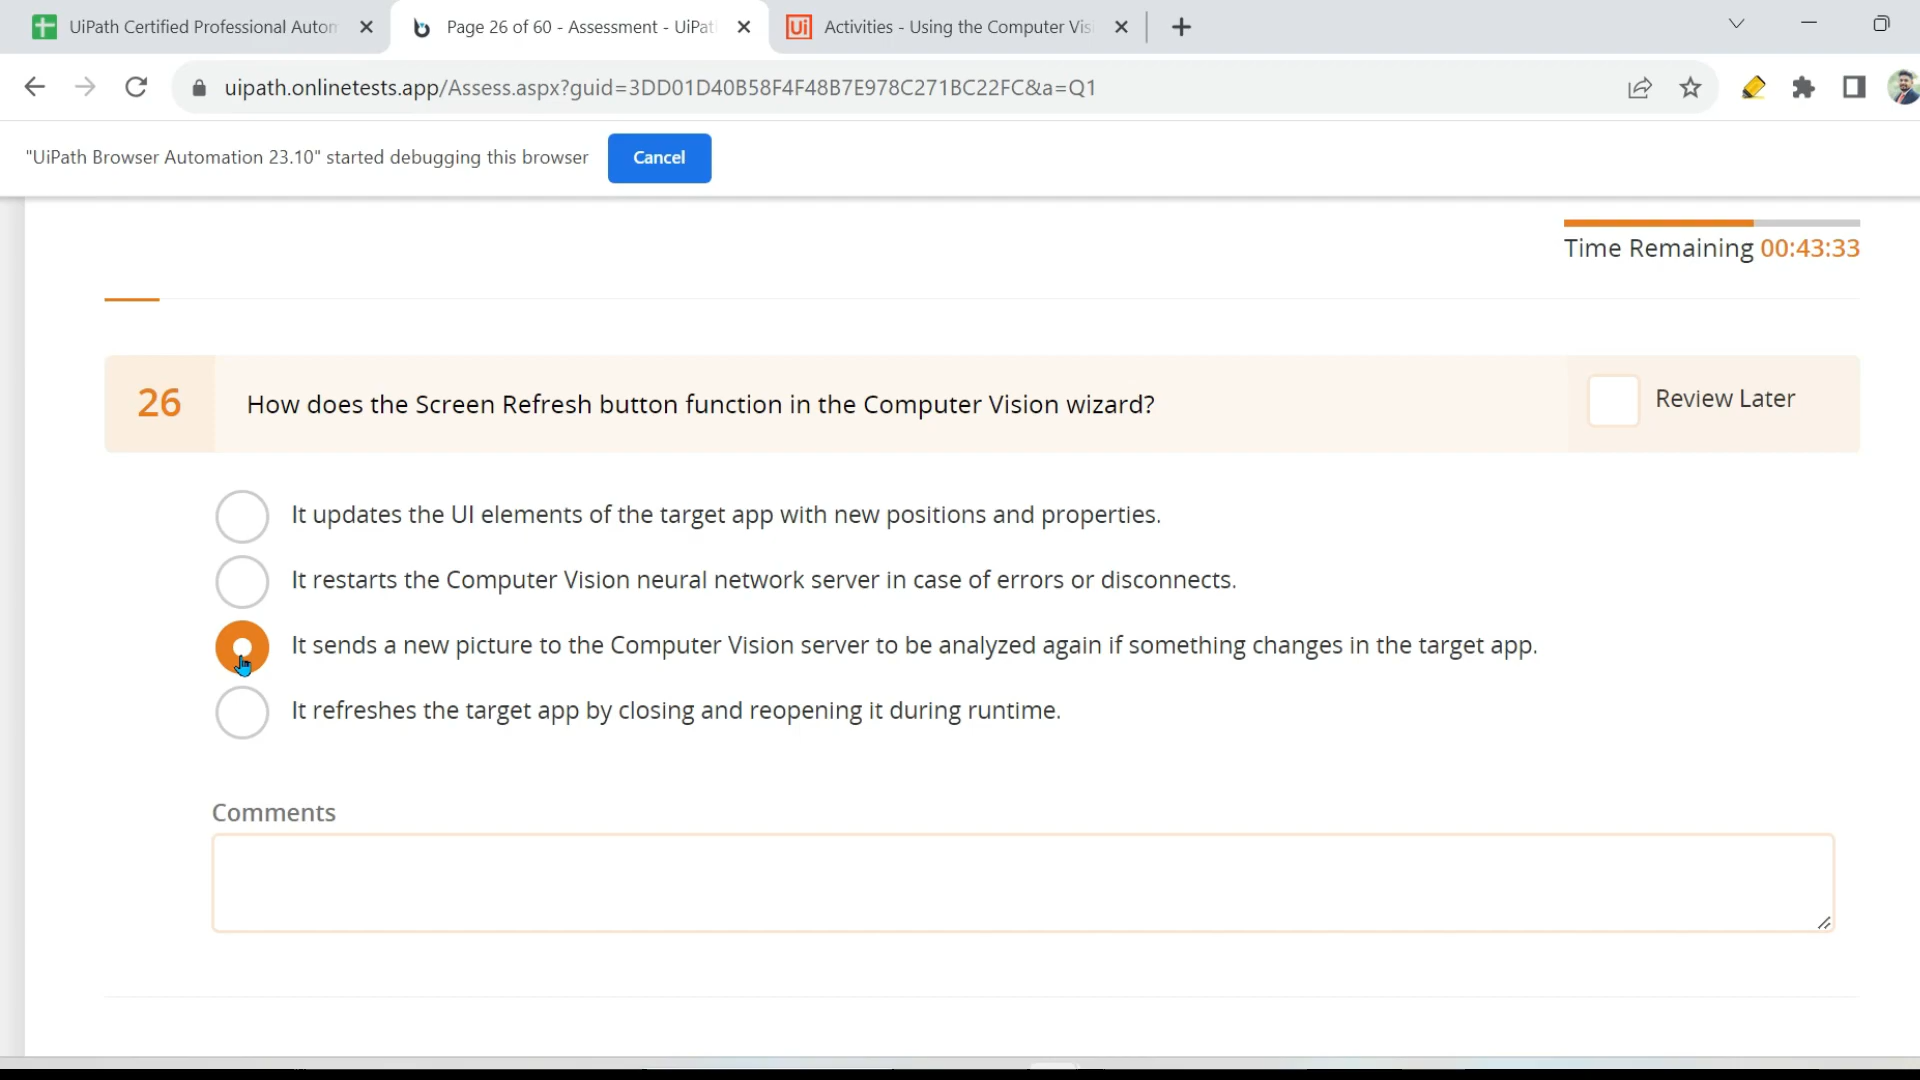 UiPath Certified Professional Autom
Page 26 of 60 - Assessment - UiPat
Ui
Activities - Using the Computer Vis
uipath.onlinetests.app/Assess.aspx?guid=3DD01D40B58F4F48B7E978C271BC22FC&a=Q1
"UiPath Browser Automation 23.10" started debugging this browser
Cancel
Time Remaining 00:43:33
26
How does the Screen Refresh button function in the Computer Vision wizard?
Review Later
It updates the UI elements of the target app with new positions and properties.
It restarts the Computer Vision neural network server in case of errors or disconnects.
It sends a new picture to the Computer Vision server to be analyzed again if something changes in the target app.
It refreshes the target app by closing and reopening it during runtime.
Comments